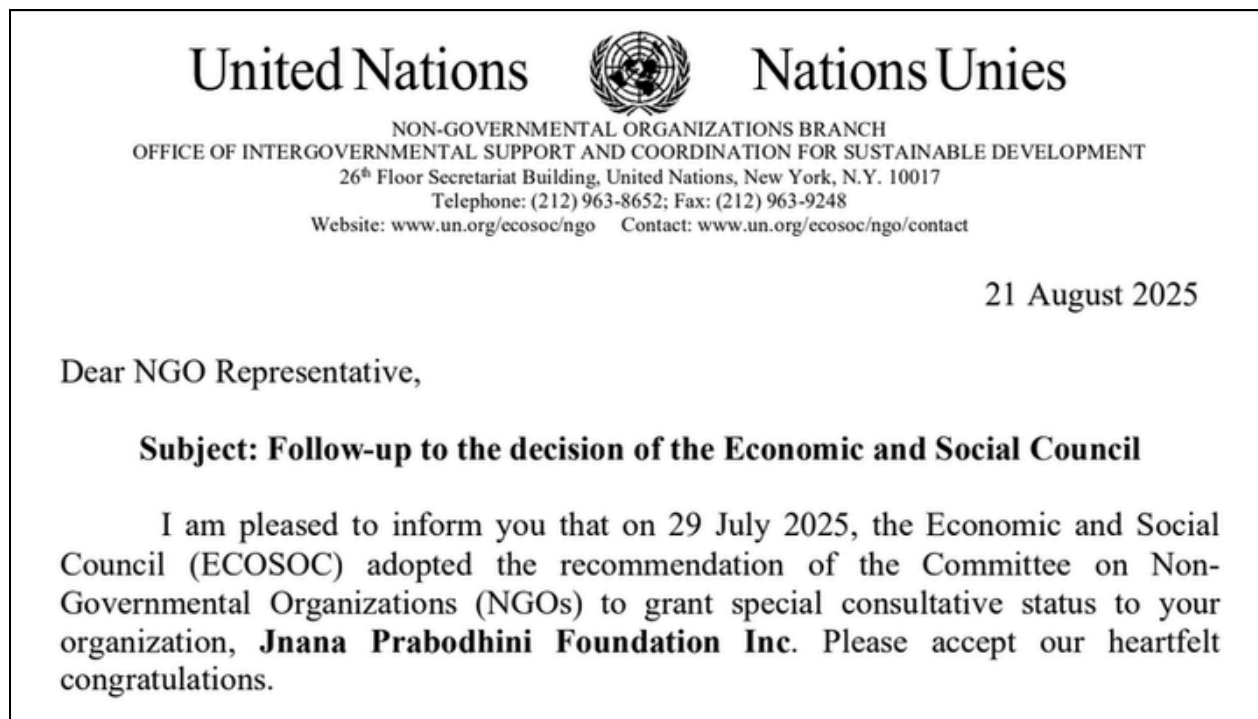 United Nations Nations Unies
NON-GOVERNMENTAL ORGANIZATIONS BRANCH
OFFICE OF INTERGOVERNMENTAL SUPPORT AND COORDINATION FOR SUSTAINABLE DEVELOPMENT
26th Floor Secretariat Building, United Nations, New York, N.Y. 10017
Telephone: (212) 963-8652; Fax: (212) 963-9248
Website: www.un.org/ecosoc/ngo Contact: www.un.org/ecosoc/ngo/contact
21 August 2025
Dear NGO Representative,
Subject: Follow-up to the decision of the Economic and Social Council
I am pleased to inform you that on 29 July 2025, the Economic and Social
Council (ECOSOC) adopted the recommendation of the Committee on Non-
Governmental Organizations (NGOs) to grant special consultative status to your
organization, Jnana Prabodhini Foundation Inc. Please accept our heartfelt
congratulations.